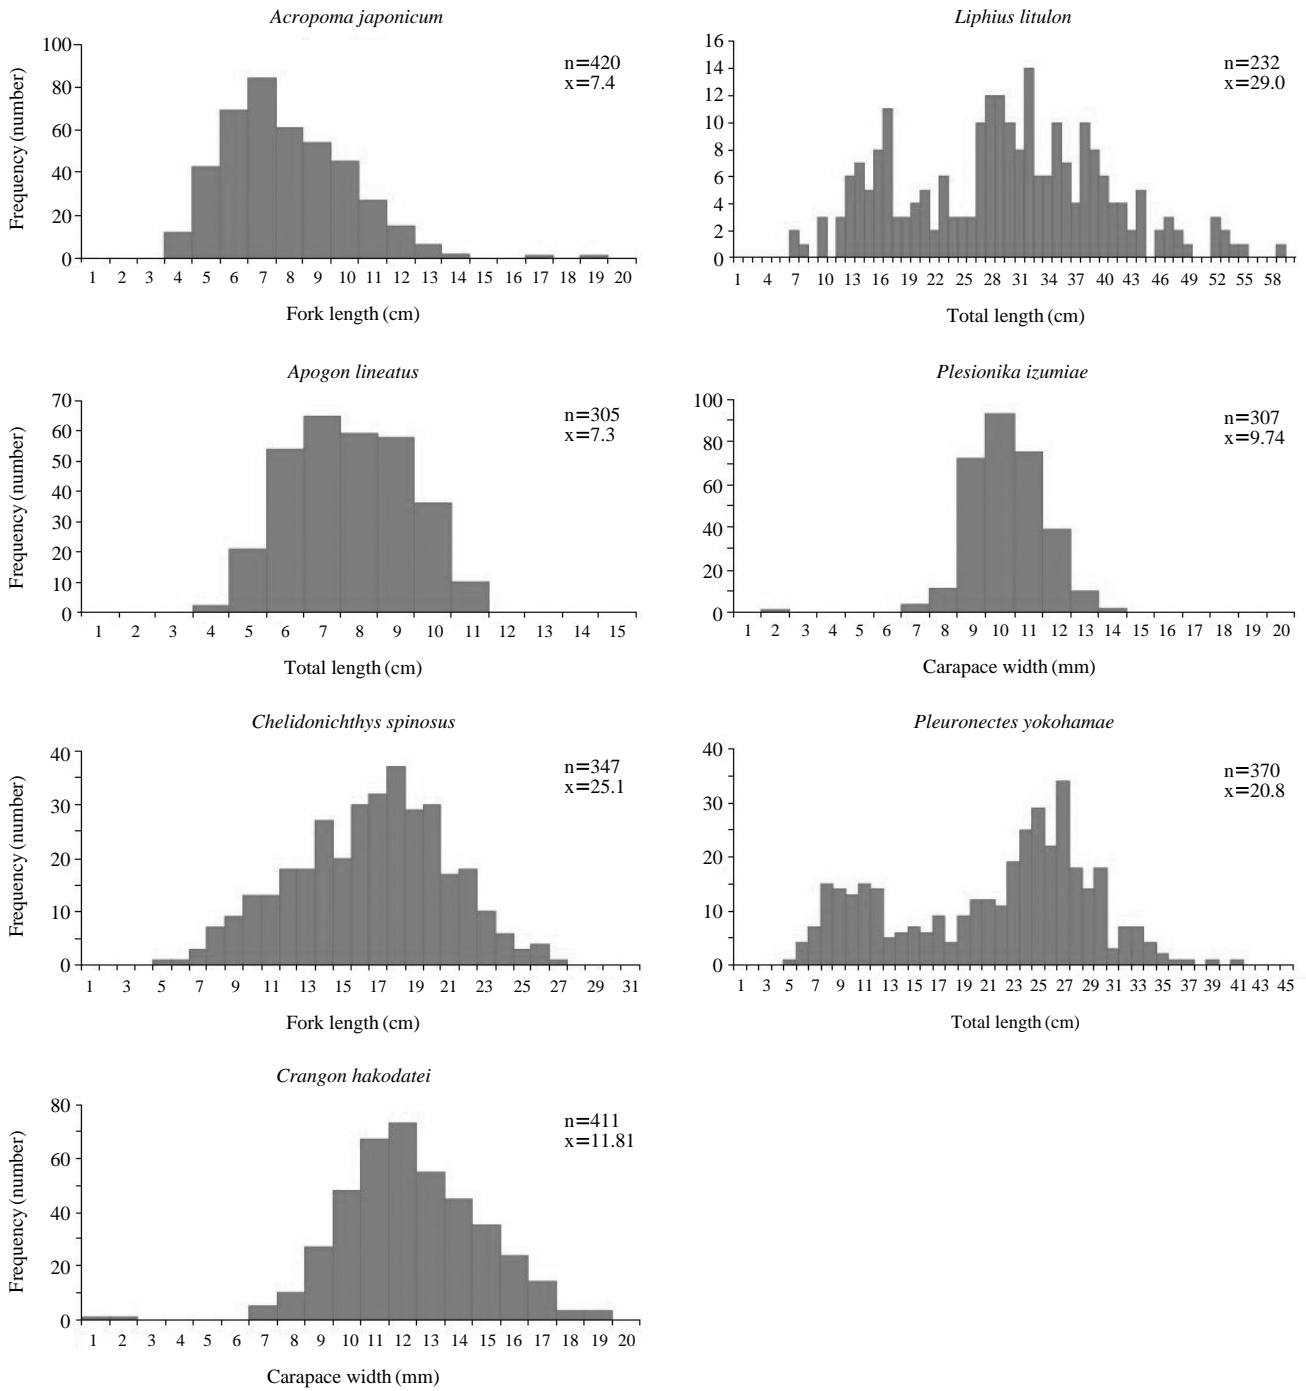 Acropoma japonicum
Frequency (number)
100
80
60
40
20
0
n=420
x=7.4
1 2 3 4 5 6 7 8 9 10 11 12 13 14 15 16 17 18 19 20
Fork length (cm)
Liphius litulon
16
14
12
10
8
6
4
2
0
n=232
x=29.0
1 4 7 10 13 16 19 22 25 28 31 34 37 40 43 46 49 52 55 58
Total length (cm)
Apogon lineatus
Frequency (number)
70
60
50
40
30
20
10
0
n=305
x=7.3
1 2 3 4 5 6 7 8 9 10 11 12 13 14 15
Total length (cm)
Plesionika izumiae
100
80
60
40
20
0
n=307
x=9.74
1 2 3 4 5 6 7 8 9 10 11 12 13 14 15 16 17 18 19 20
Carapace width (mm)
Chelidonichthys spinosus
Frequency (number)
40
30
20
10
0
n=347
x=25.1
1 3 5 7 9 11 13 15 17 19 21 23 25 27 29 31
Fork length (cm)
Pleuronectes yokohamae
40
30
20
10
0
n=370
x=20.8
1 3 5 7 9 11 13 15 17 19 21 23 25 27 29 31 33 35 37 39 41 43 45
Total length (cm)
Crangon hakodatei
Frequency (number)
80
60
40
20
0
n=411
x=11.81
1 2 3 4 5 6 7 8 9 10 11 12 13 14 15 16 17 18 19 20
Carapace width (mm)